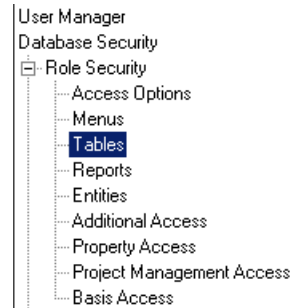 User Manager
Database Security
Role Security
Access Options
Menus
Tables
Reports
Entities
Additional Access
Property Access
Project Management Access
Basis Access